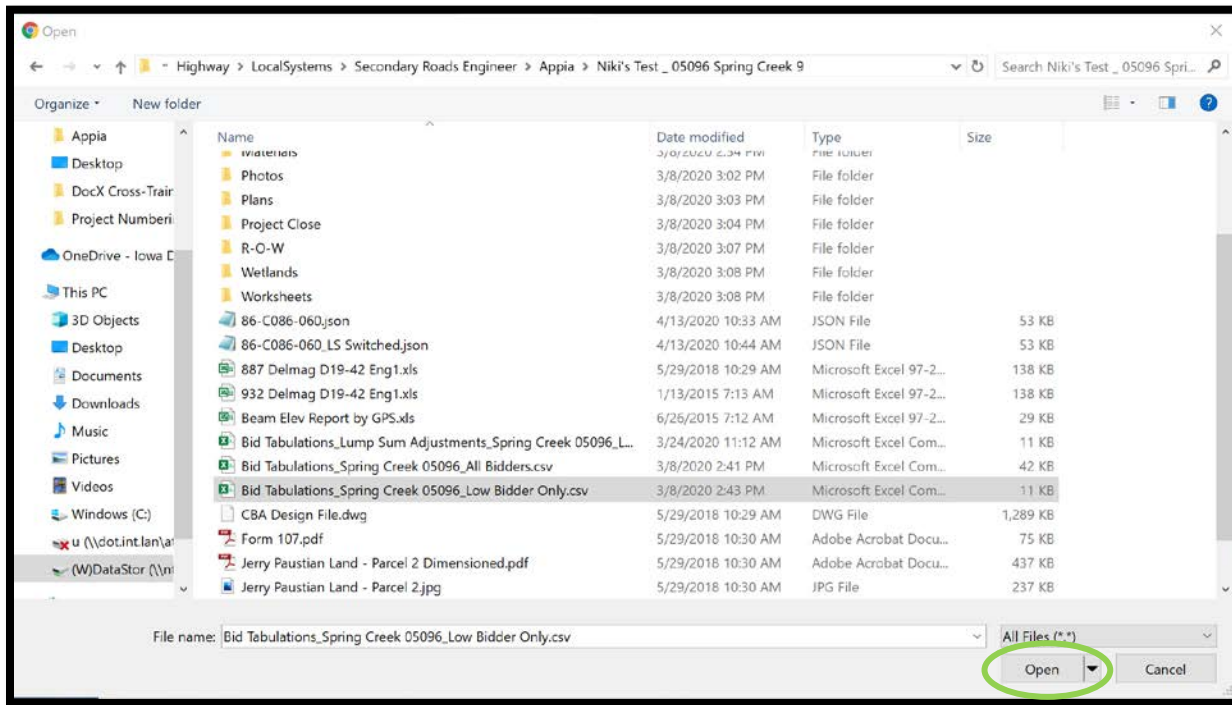 Open
Highway > LocalSystems > Secondary Roads Engineer > Appia > Niki's Test _ 05096 Spring Creek 9
Search Niki's Test _ 05096 Spri...
Organize
New folder
Name Date modified Type Size
Appia
Desktop
DocX Cross-Train
Project Numberi
OneDrive - Iowa D
This PC
3D Objects
Desktop
Documents
Downloads
Music
Pictures
Videos
Windows (C:)
u (\\dot.int.lan\a
(W)DataStor (\\n
Materials 3/8/2020 2:54 PM File folder
Photos 3/8/2020 3:02 PM File folder
Plans 3/8/2020 3:03 PM File folder
Project Close 3/8/2020 3:04 PM File folder
R-O-W 3/8/2020 3:07 PM File folder
Wetlands 3/8/2020 3:08 PM File folder
Worksheets 3/8/2020 3:08 PM File folder
86-C086-060.json 4/13/2020 10:33 AM JSON File 53 KB
86-C086-060_LS Switched.json 4/13/2020 10:44 AM JSON File 53 KB
887 Delmag D19-42 Eng1.xls 5/29/2018 10:29 AM Microsoft Excel 97-2... 138 KB
932 Delmag D19-42 Eng1.xls 1/13/2015 7:13 AM Microsoft Excel 97-2... 138 KB
Beam Elev Report by GPS.xls 6/26/2015 7:12 AM Microsoft Excel 97-2... 29 KB
Bid Tabulations_Lump Sum Adjustments_Spring Creek 05096_L... 3/24/2020 11:12 AM Microsoft Excel Com... 11 KB
Bid Tabulations_Spring Creek 05096_All Bidders.csv 3/8/2020 2:41 PM Microsoft Excel Com... 42 KB
Bid Tabulations_Spring Creek 05096_Low Bidder Only.csv 3/8/2020 2:43 PM Microsoft Excel Com... 11 KB
CBA Design File.dwg 5/29/2018 10:29 AM DWG File 1,289 KB
Form 107.pdf 5/29/2018 10:30 AM Adobe Acrobat Docu... 75 KB
Jerry Paustian Land - Parcel 2 Dimensioned.pdf 5/29/2018 10:30 AM Adobe Acrobat Docu... 437 KB
Jerry Paustian Land - Parcel 2.jpg 5/29/2018 10:30 AM JPG File 237 KB
File name: Bid Tabulations_Spring Creek 05096_Low Bidder Only.csv
All Files (*.*)
Open
Cancel